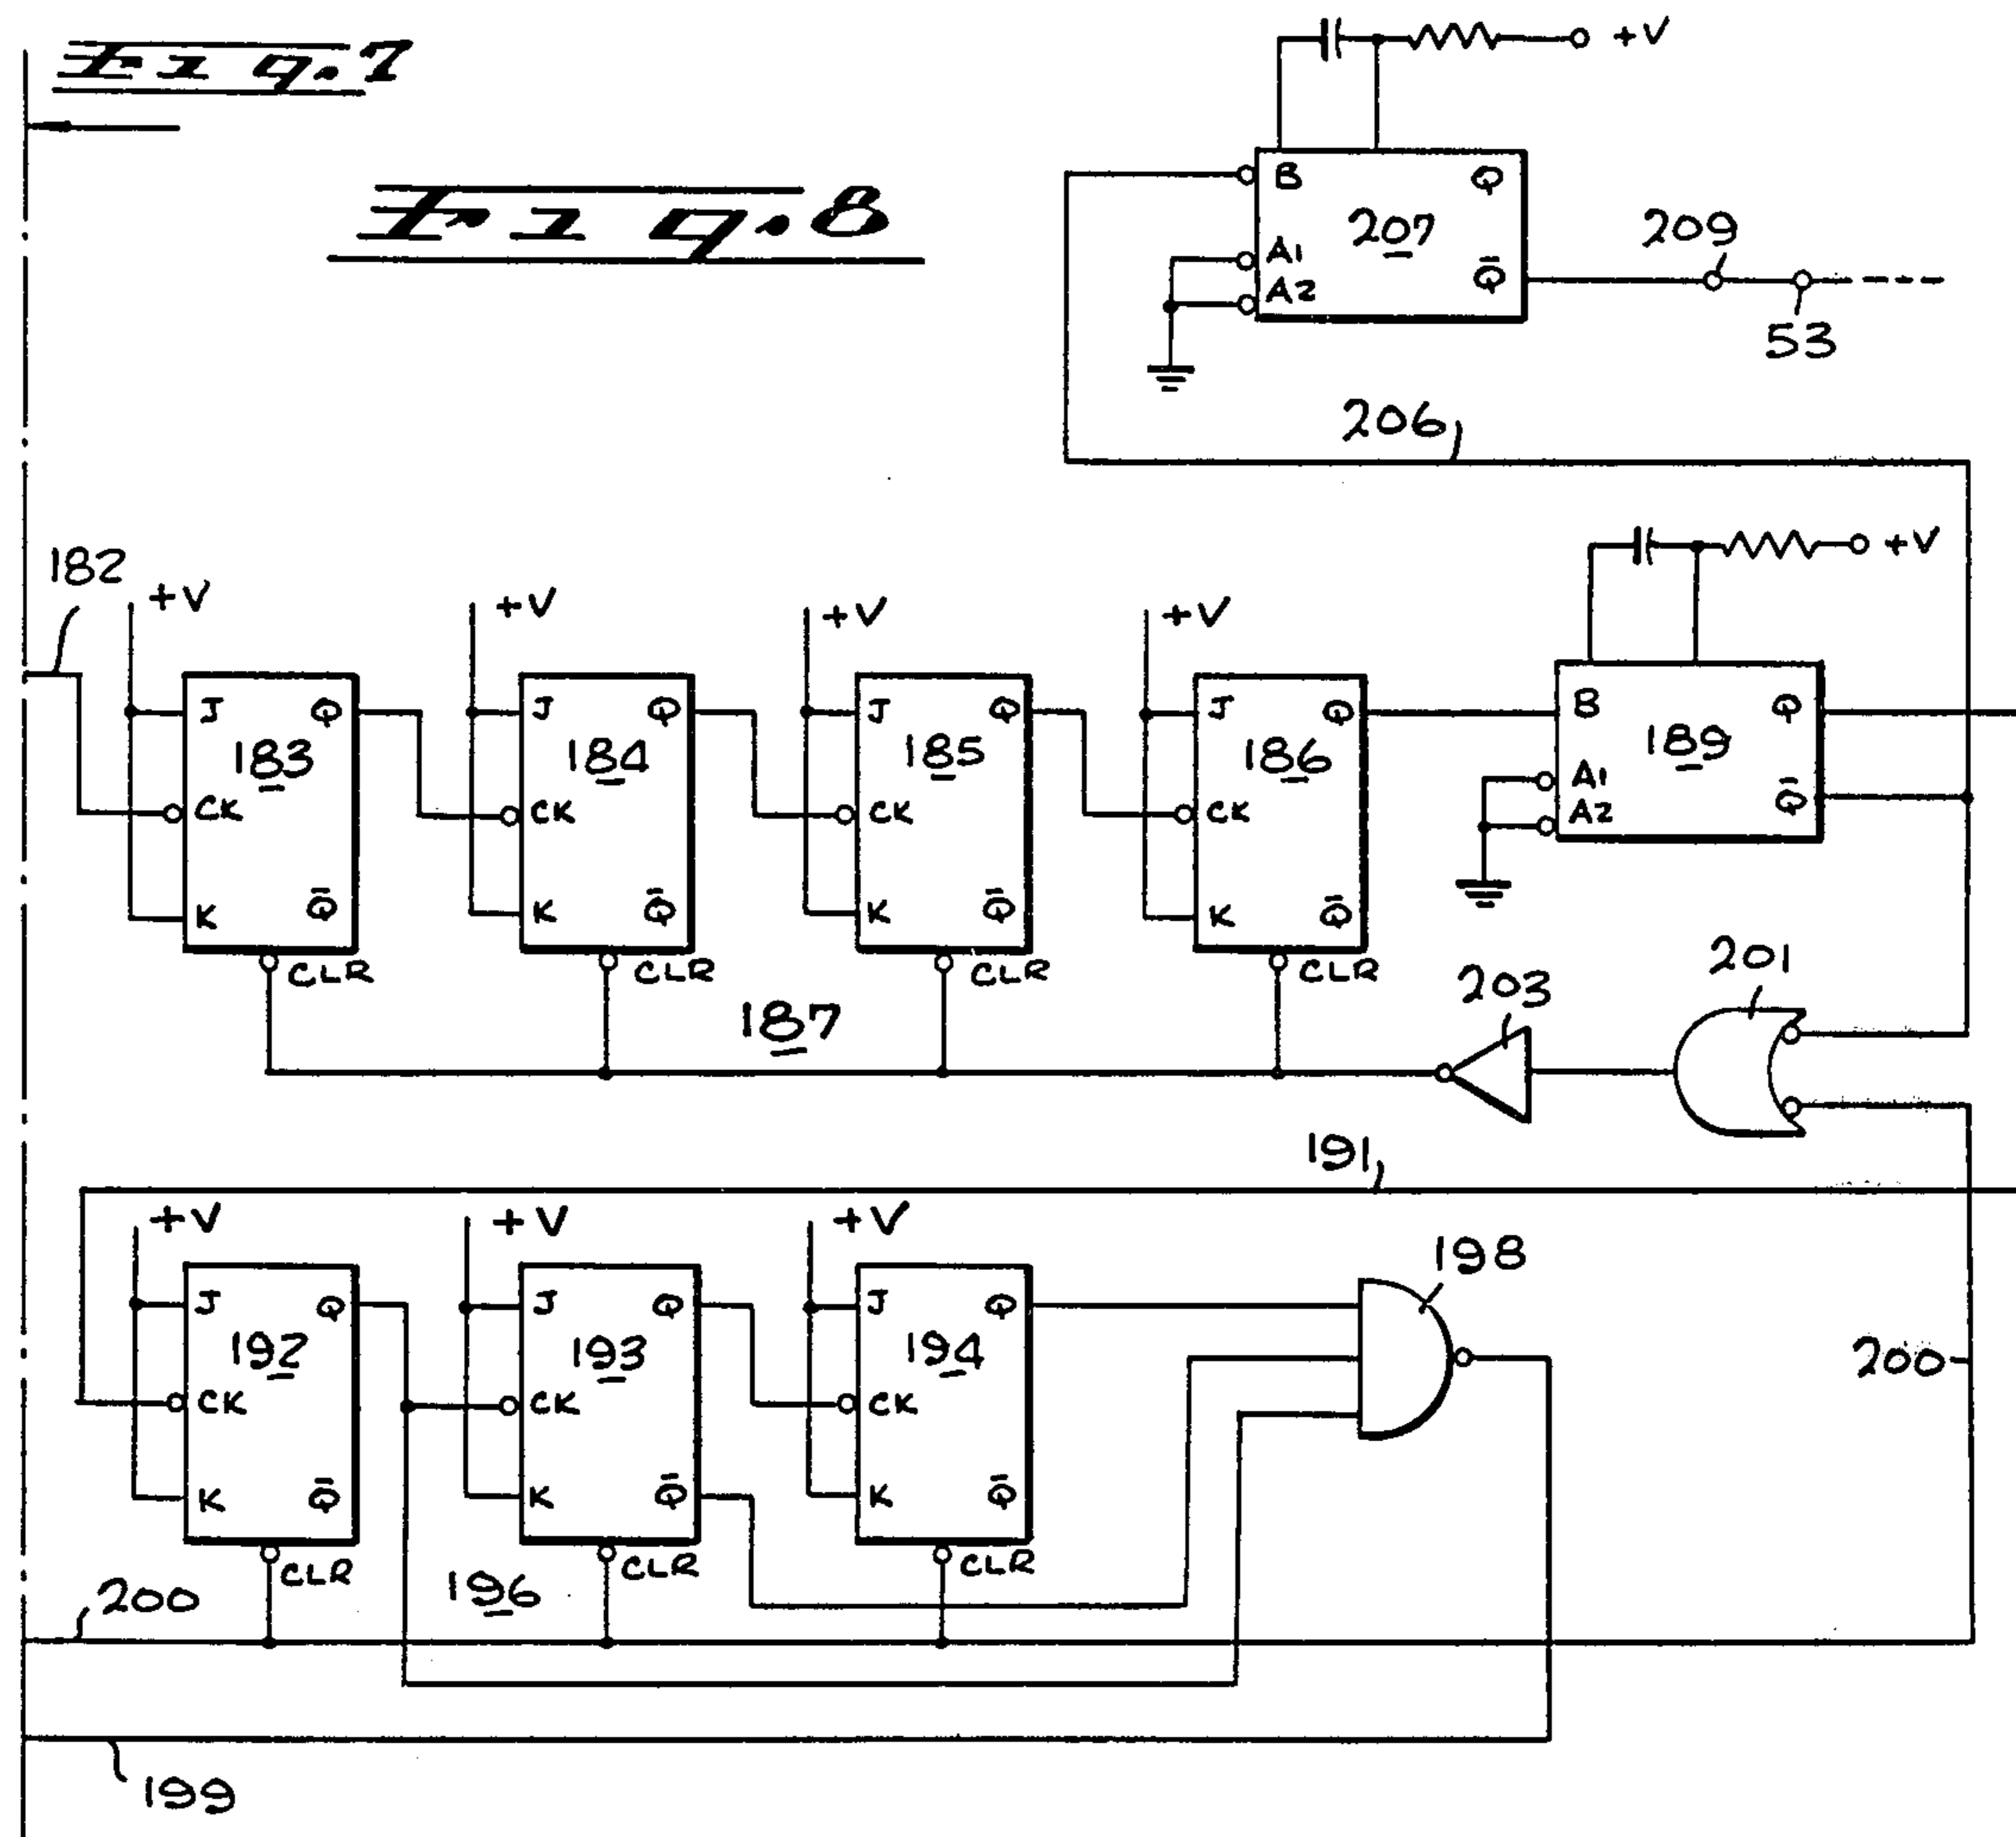 Fig. 7
Fig. 8
+V
B Q
207
A1
A2 Q̄
209
53
206
182
+V +V +V +V +V
J Q J Q J Q J Q B Q
183 184 185 186 189
CK CK CK CK A1
A2 Q̄
K Q̄ K Q̄ K Q̄ K Q̄
CLR CLR CLR CLR
187 203 201
191
+V +V +V
198
J Q J Q J Q
192 193 194
200
CK CK CK
K Q̄ K Q̄ K Q̄
CLR CLR CLR
200 196
199